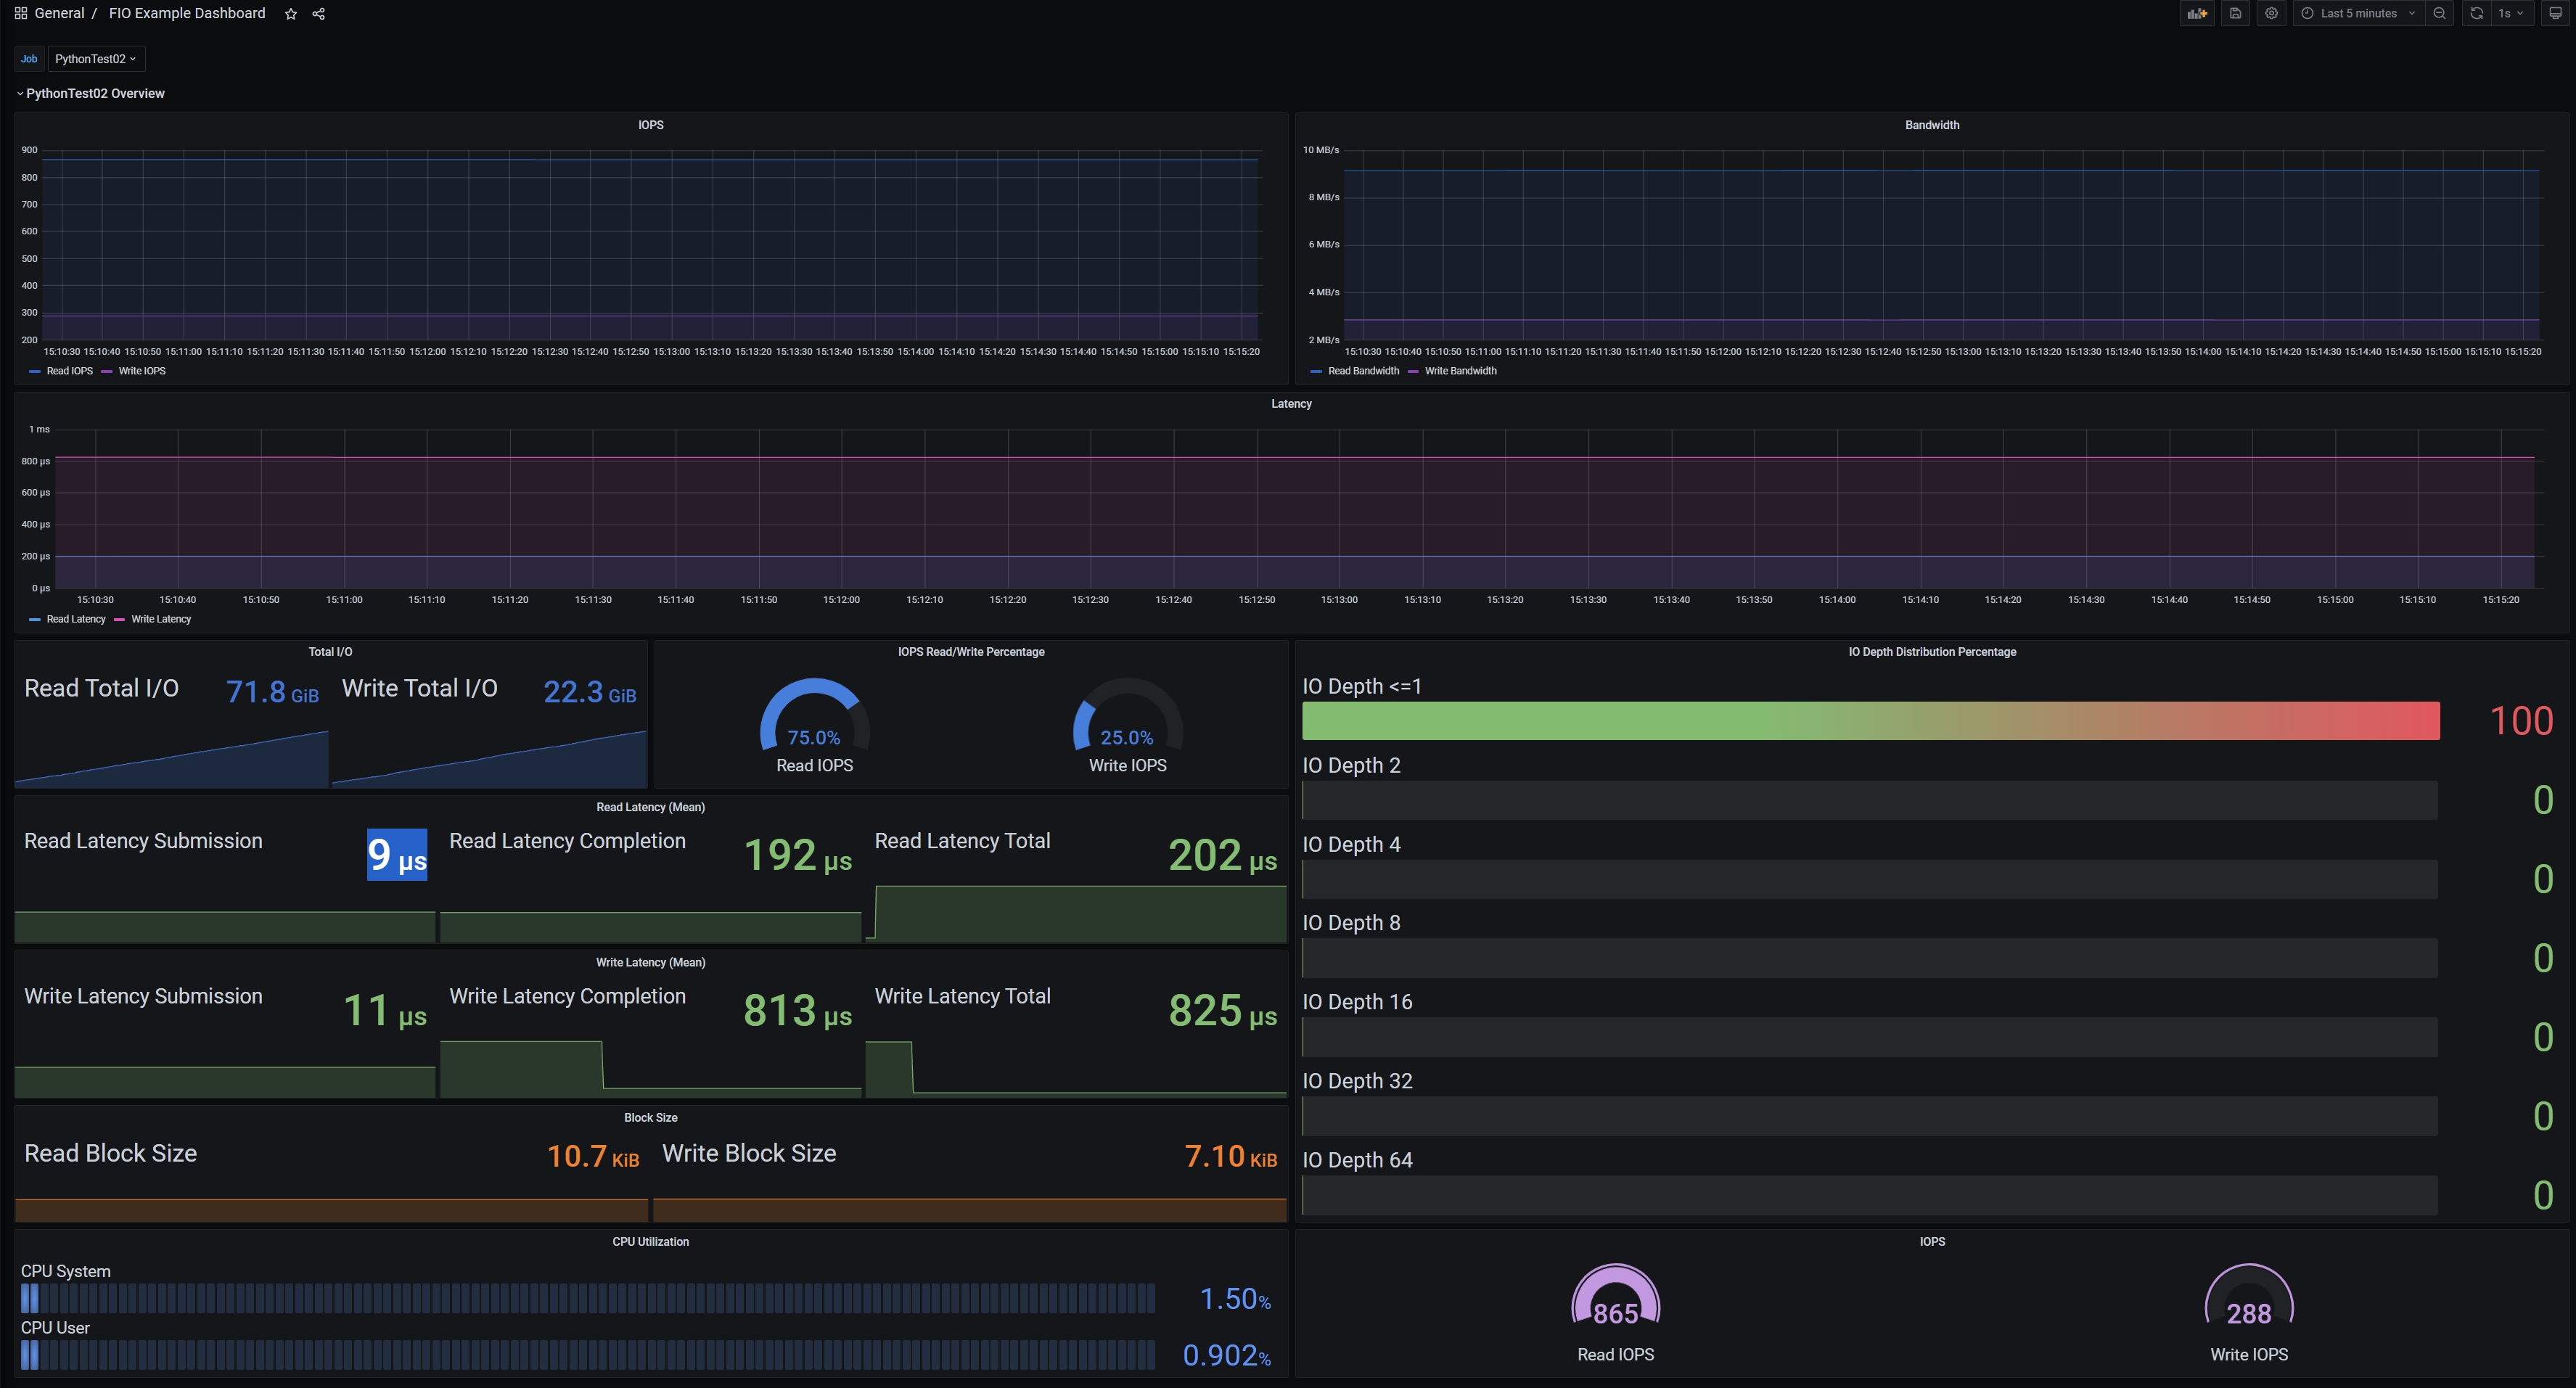 General / FIO Example Dashboard
Last 5 minutes 1s
Job PythonTest02
PythonTest02 Overview
IOPS
900
800
700
600
500
400
300
200
15:10:30 15:10:40 15:10:50 15:11:00 15:11:10 15:11:20 15:11:30 15:11:40 15:11:50 15:12:00 15:12:10 15:12:20 15:12:30 15:12:40 15:12:50 15:13:00 15:13:10 15:13:20 15:13:30 15:13:40 15:13:50 15:14:00 15:14:10 15:14:20 15:14:30 15:14:40 15:14:50 15:15:00 15:15:10 15:15:20
Read IOPS Write IOPS
Bandwidth
10 MB/s
8 MB/s
6 MB/s
4 MB/s
2 MB/s
15:10:30 15:10:40 15:10:50 15:11:00 15:11:10 15:11:20 15:11:30 15:11:40 15:11:50 15:12:00 15:12:10 15:12:20 15:12:30 15:12:40 15:12:50 15:13:00 15:13:10 15:13:20 15:13:30 15:13:40 15:13:50 15:14:00 15:14:10 15:14:20 15:14:30 15:14:40 15:14:50 15:15:00 15:15:10 15:15:20
Read Bandwidth Write Bandwidth
Latency
1 ms
800 µs
600 µs
400 µs
200 µs
0 µs
15:10:30 15:10:40 15:10:50 15:11:00 15:11:10 15:11:20 15:11:30 15:11:40 15:11:50 15:12:00 15:12:10 15:12:20 15:12:30 15:12:40 15:12:50 15:13:00 15:13:10 15:13:20 15:13:30 15:13:40 15:13:50 15:14:00 15:14:10 15:14:20 15:14:30 15:14:40 15:14:50 15:15:00 15:15:10 15:15:20
Read Latency Write Latency
Total I/O
Read Total I/O 71.8 GiB Write Total I/O 22.3 GiB
IOPS Read/Write Percentage
75.0% 25.0%
Read IOPS Write IOPS
Read Latency (Mean)
Read Latency Submission 9 µs Read Latency Completion 192 µs Read Latency Total 202 µs
Write Latency (Mean)
Write Latency Submission 11 µs Write Latency Completion 813 µs Write Latency Total 825 µs
Block Size
Read Block Size 10.7 KiB Write Block Size 7.10 KiB
IO Depth Distribution Percentage
IO Depth <=1
100
IO Depth 2
0
IO Depth 4
0
IO Depth 8
0
IO Depth 16
0
IO Depth 32
0
IO Depth 64
0
CPU Utilization
CPU System
1.50%
CPU User
0.902%
IOPS
865 288
Read IOPS Write IOPS